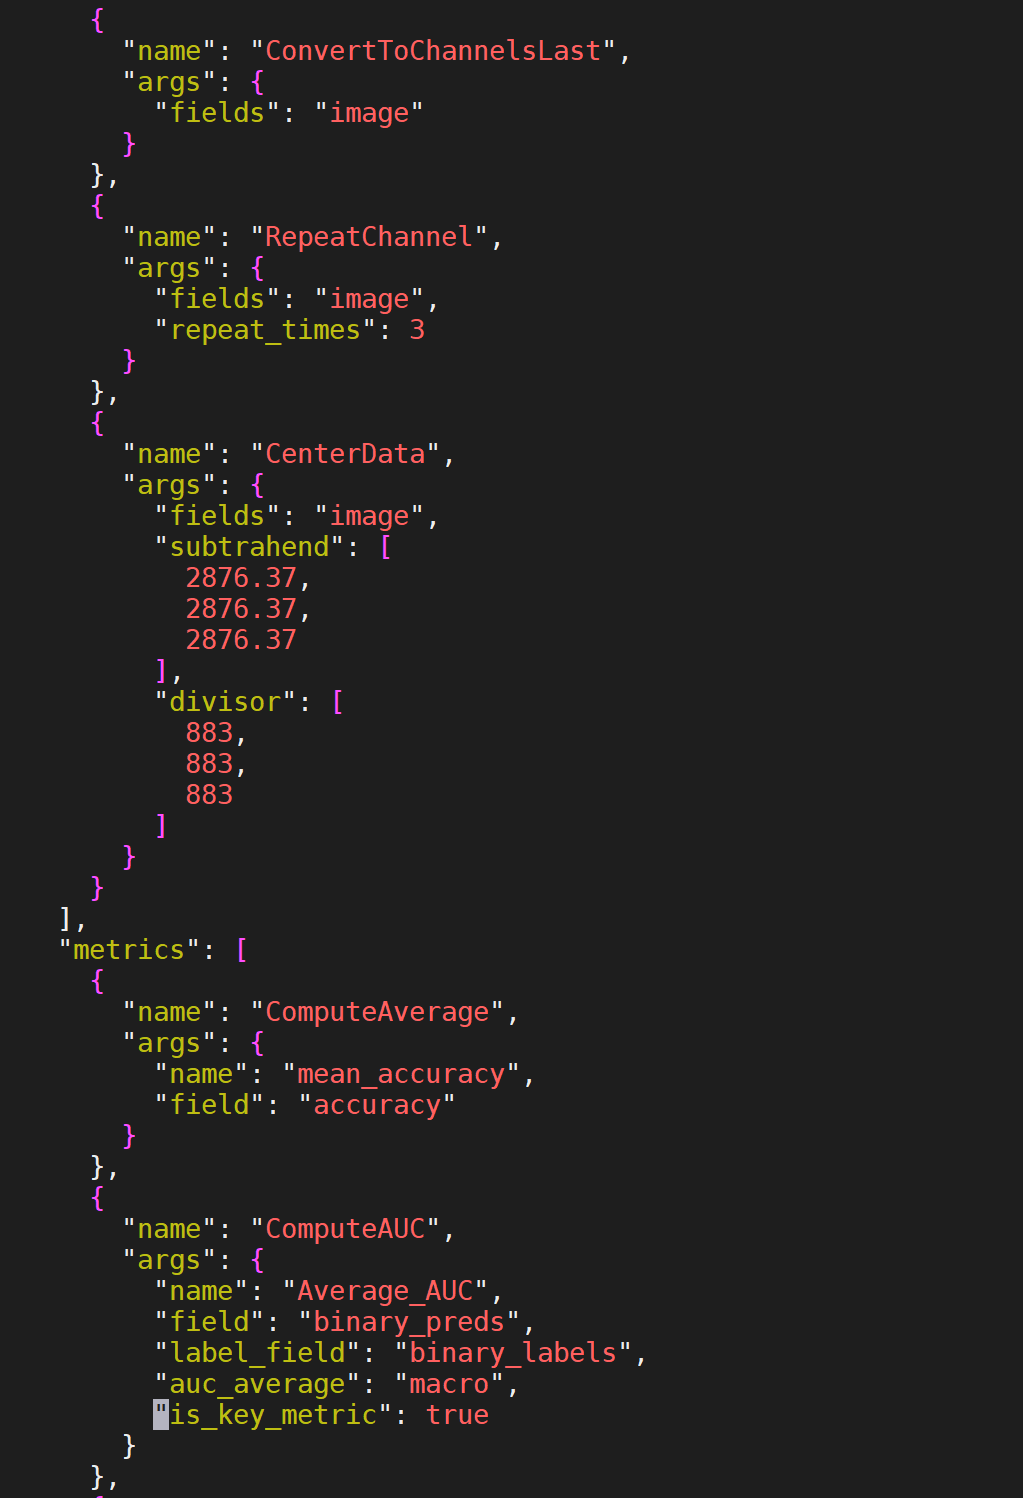 {
"name": "ConvertToChannelsLast",
"args": {
"fields": "image"
}
},
{
"name": "RepeatChannel",
"args": {
"fields": "image",
"repeat_times": 3
}
},
{
"name": "CenterData",
"args": {
"fields": "image",
"subtrahend": [
2876.37,
2876.37,
2876.37
],
"divisor": [
883,
883,
883
]
}
}
],
"metrics": [
{
"name": "ComputeAverage",
"args": {
"name": "mean_accuracy",
"field": "accuracy"
}
},
{
"name": "ComputeAUC",
"args": {
"name": "Average_AUC",
"field": "binary_preds",
"label_field": "binary_labels",
"auc_average": "macro",
"is_key_metric": true
}
},
{